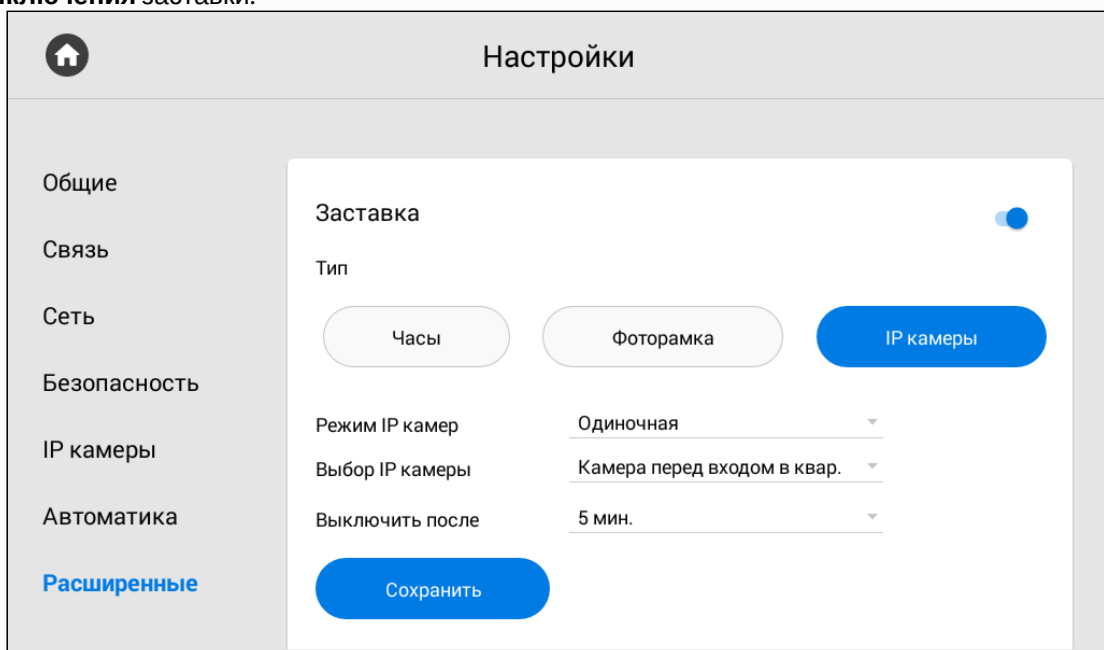 заставки.
Настройки
Общие
Связь
Сеть
Безопасность
IP камеры
Автоматика
Расширенные
Заставка
Тип
Часы Фоторамка IP камеры
Режим IP камер Одиночная
Выбор IP камеры Камера перед входом в квар.
Выключить после 5 мин.
Сохранить